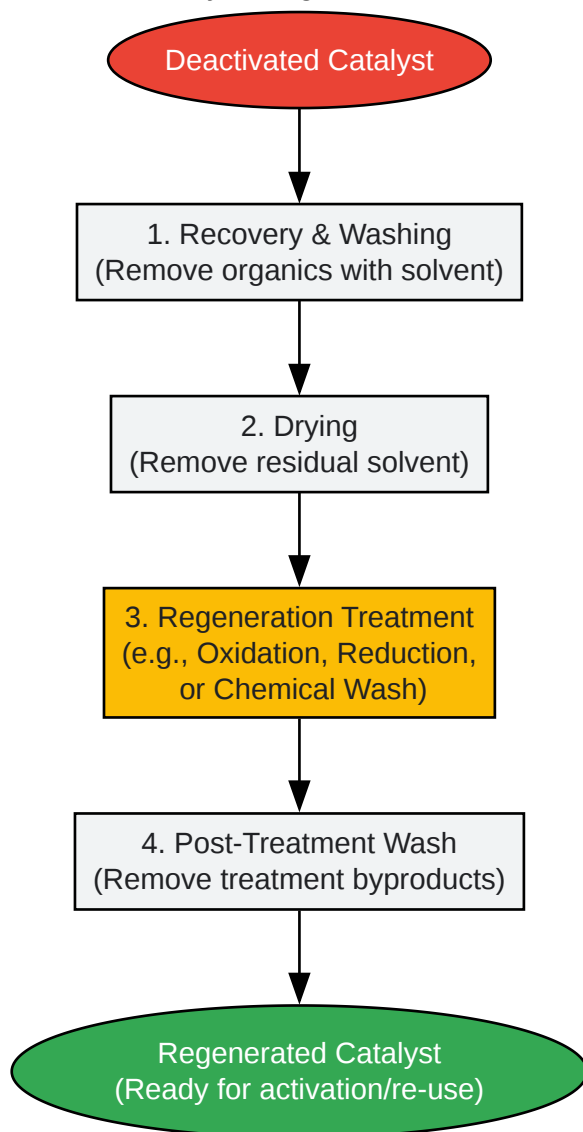 Deactivated Catalyst
1. Recovery & Washing
(Remove organics with solvent)
2. Drying
(Remove residual solvent)
3. Regeneration Treatment
(e.g., Oxidation, Reduction,
or Chemical Wash)
4. Post-Treatment Wash
(Remove treatment byproducts)
Regenerated Catalyst
(Ready for activation/re-use)